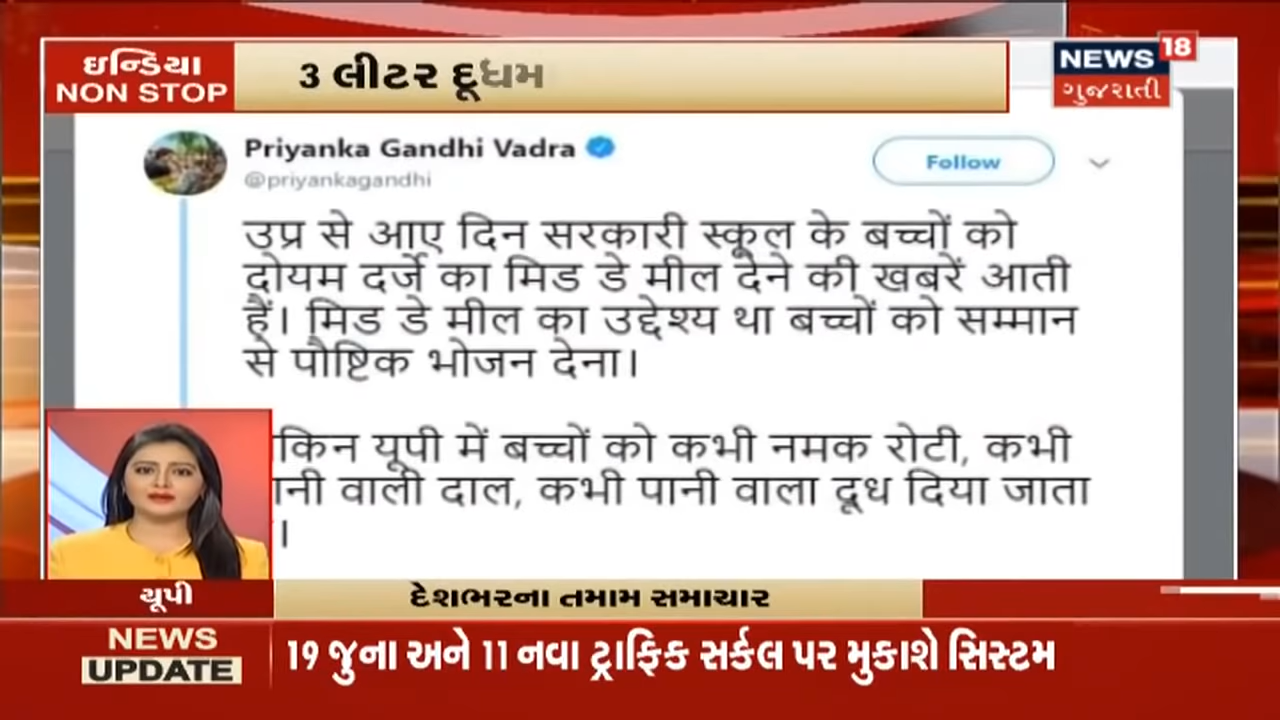 ઇન્ડિયા
NON STOP
3 લીટર દૂધમ
NEWS 18
ગુજરાતી
Priyanka Gandhi Vadra
@priyankagandhi
Follow
उप्र से आए दिन सरकारी स्कूल के बच्चों को
दोयम दर्जे का मिड डे मील देने की खबरें आती
हैं। मिड डे मील का उद्देश्य था बच्चों को सम्मान
से पौष्टिक भोजन देना।
किन यूपी में बच्चों को कभी नमक रोटी, कभी
ानी वाली दाल, कभी पानी वाला दूध दिया जाता
।
યૂપી
દેશભરના તમામ સમાચાર
NEWS
UPDATE
19 જુના અને 11 નવા ટ્રાફિક સર્કલ પર મુકાશે સિસ્ટમ